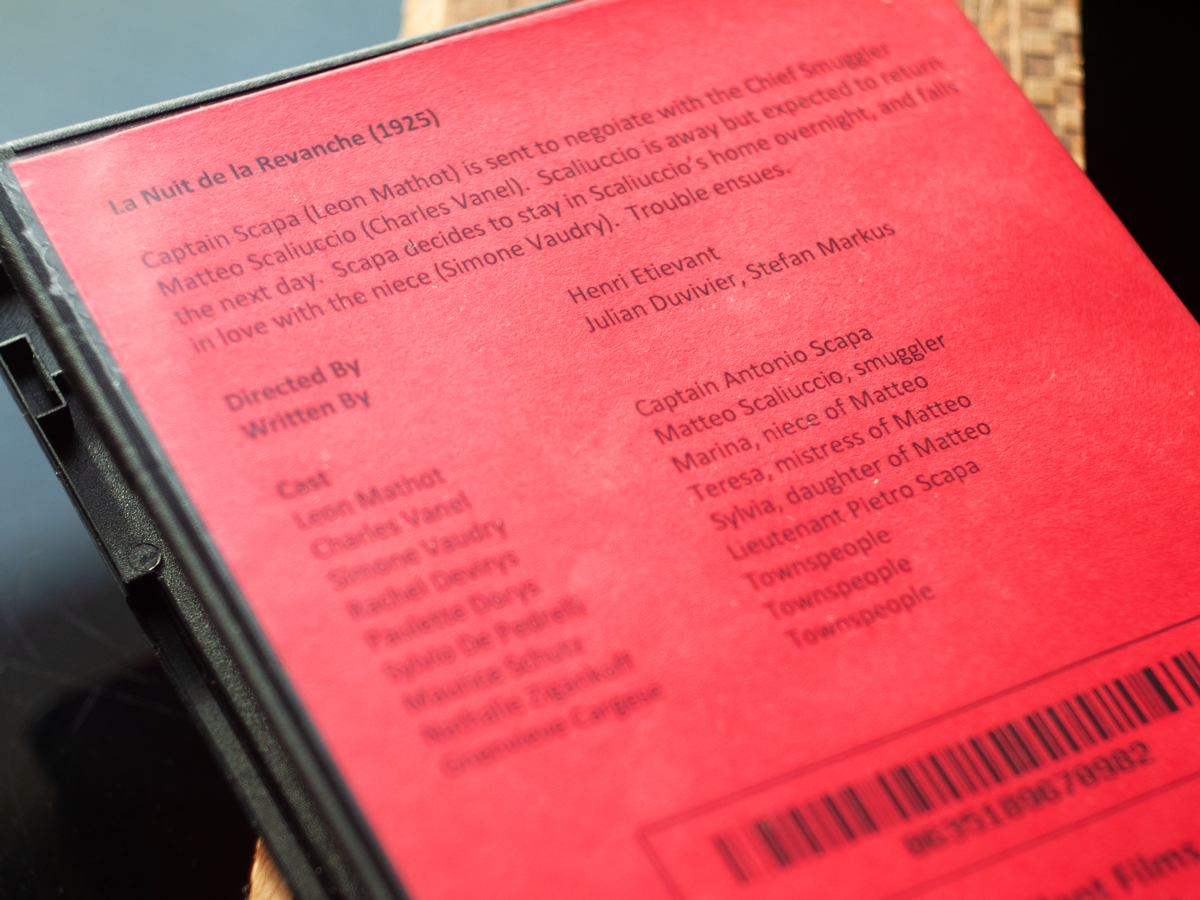 La Nuit de la Revanche (1925)
Captain Scapa (Leon Mathot) is sent to negoiate with the Chief Smuggler
Matteo Scaliuccio (Charles Vanel). Scaliuccio is away but expected to return
the next day. Scapa decides to stay in Scaliuccio's home overnight, and falls
in love with the niece (Simone Vaudry). Trouble ensues.
Directed By Henri Etievant
Written By Julian Duvivier, Stefan Markus
Cast
Leon Mathot Captain Antonio Scapa
Charles Vanel Matteo Scaliuccio, smuggler
Simone Vaudry Marina, niece of Matteo
Rachel Devirys Teresa, mistress of Matteo
Paulette Dorys Sylvia, daughter of Matteo
Sylvio De Pedrelli Lieutenant Pietro Scapa
Maurice Schutz Townspeople
Nathalie Zigankoff Townspeople
Cargese Townspeople
0635189670982
Films